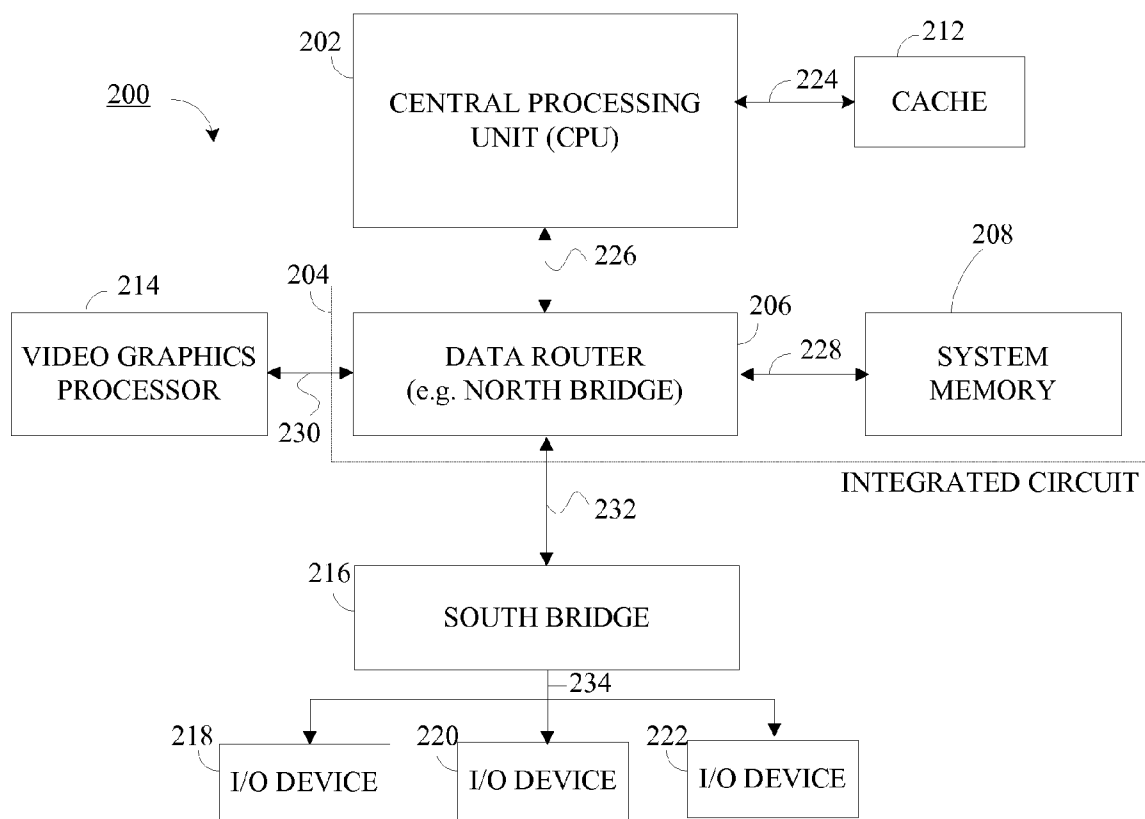 202
212
200
CENTRAL PROCESSING
UNIT (CPU)
224
CACHE
226
208
214
204
206
VIDEO GRAPHICS
PROCESSOR
230
DATA ROUTER
(e.g. NORTH BRIDGE)
228
SYSTEM
MEMORY
INTEGRATED CIRCUIT
232
216
SOUTH BRIDGE
234
218
I/O DEVICE
220
I/O DEVICE
222
I/O DEVICE